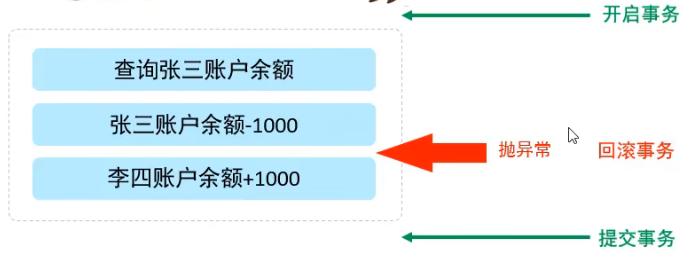 开启事务
查询张三账户余额
张三账户余额-1000
抛异常 回滚事务
李四账户余额+1000
提交事务